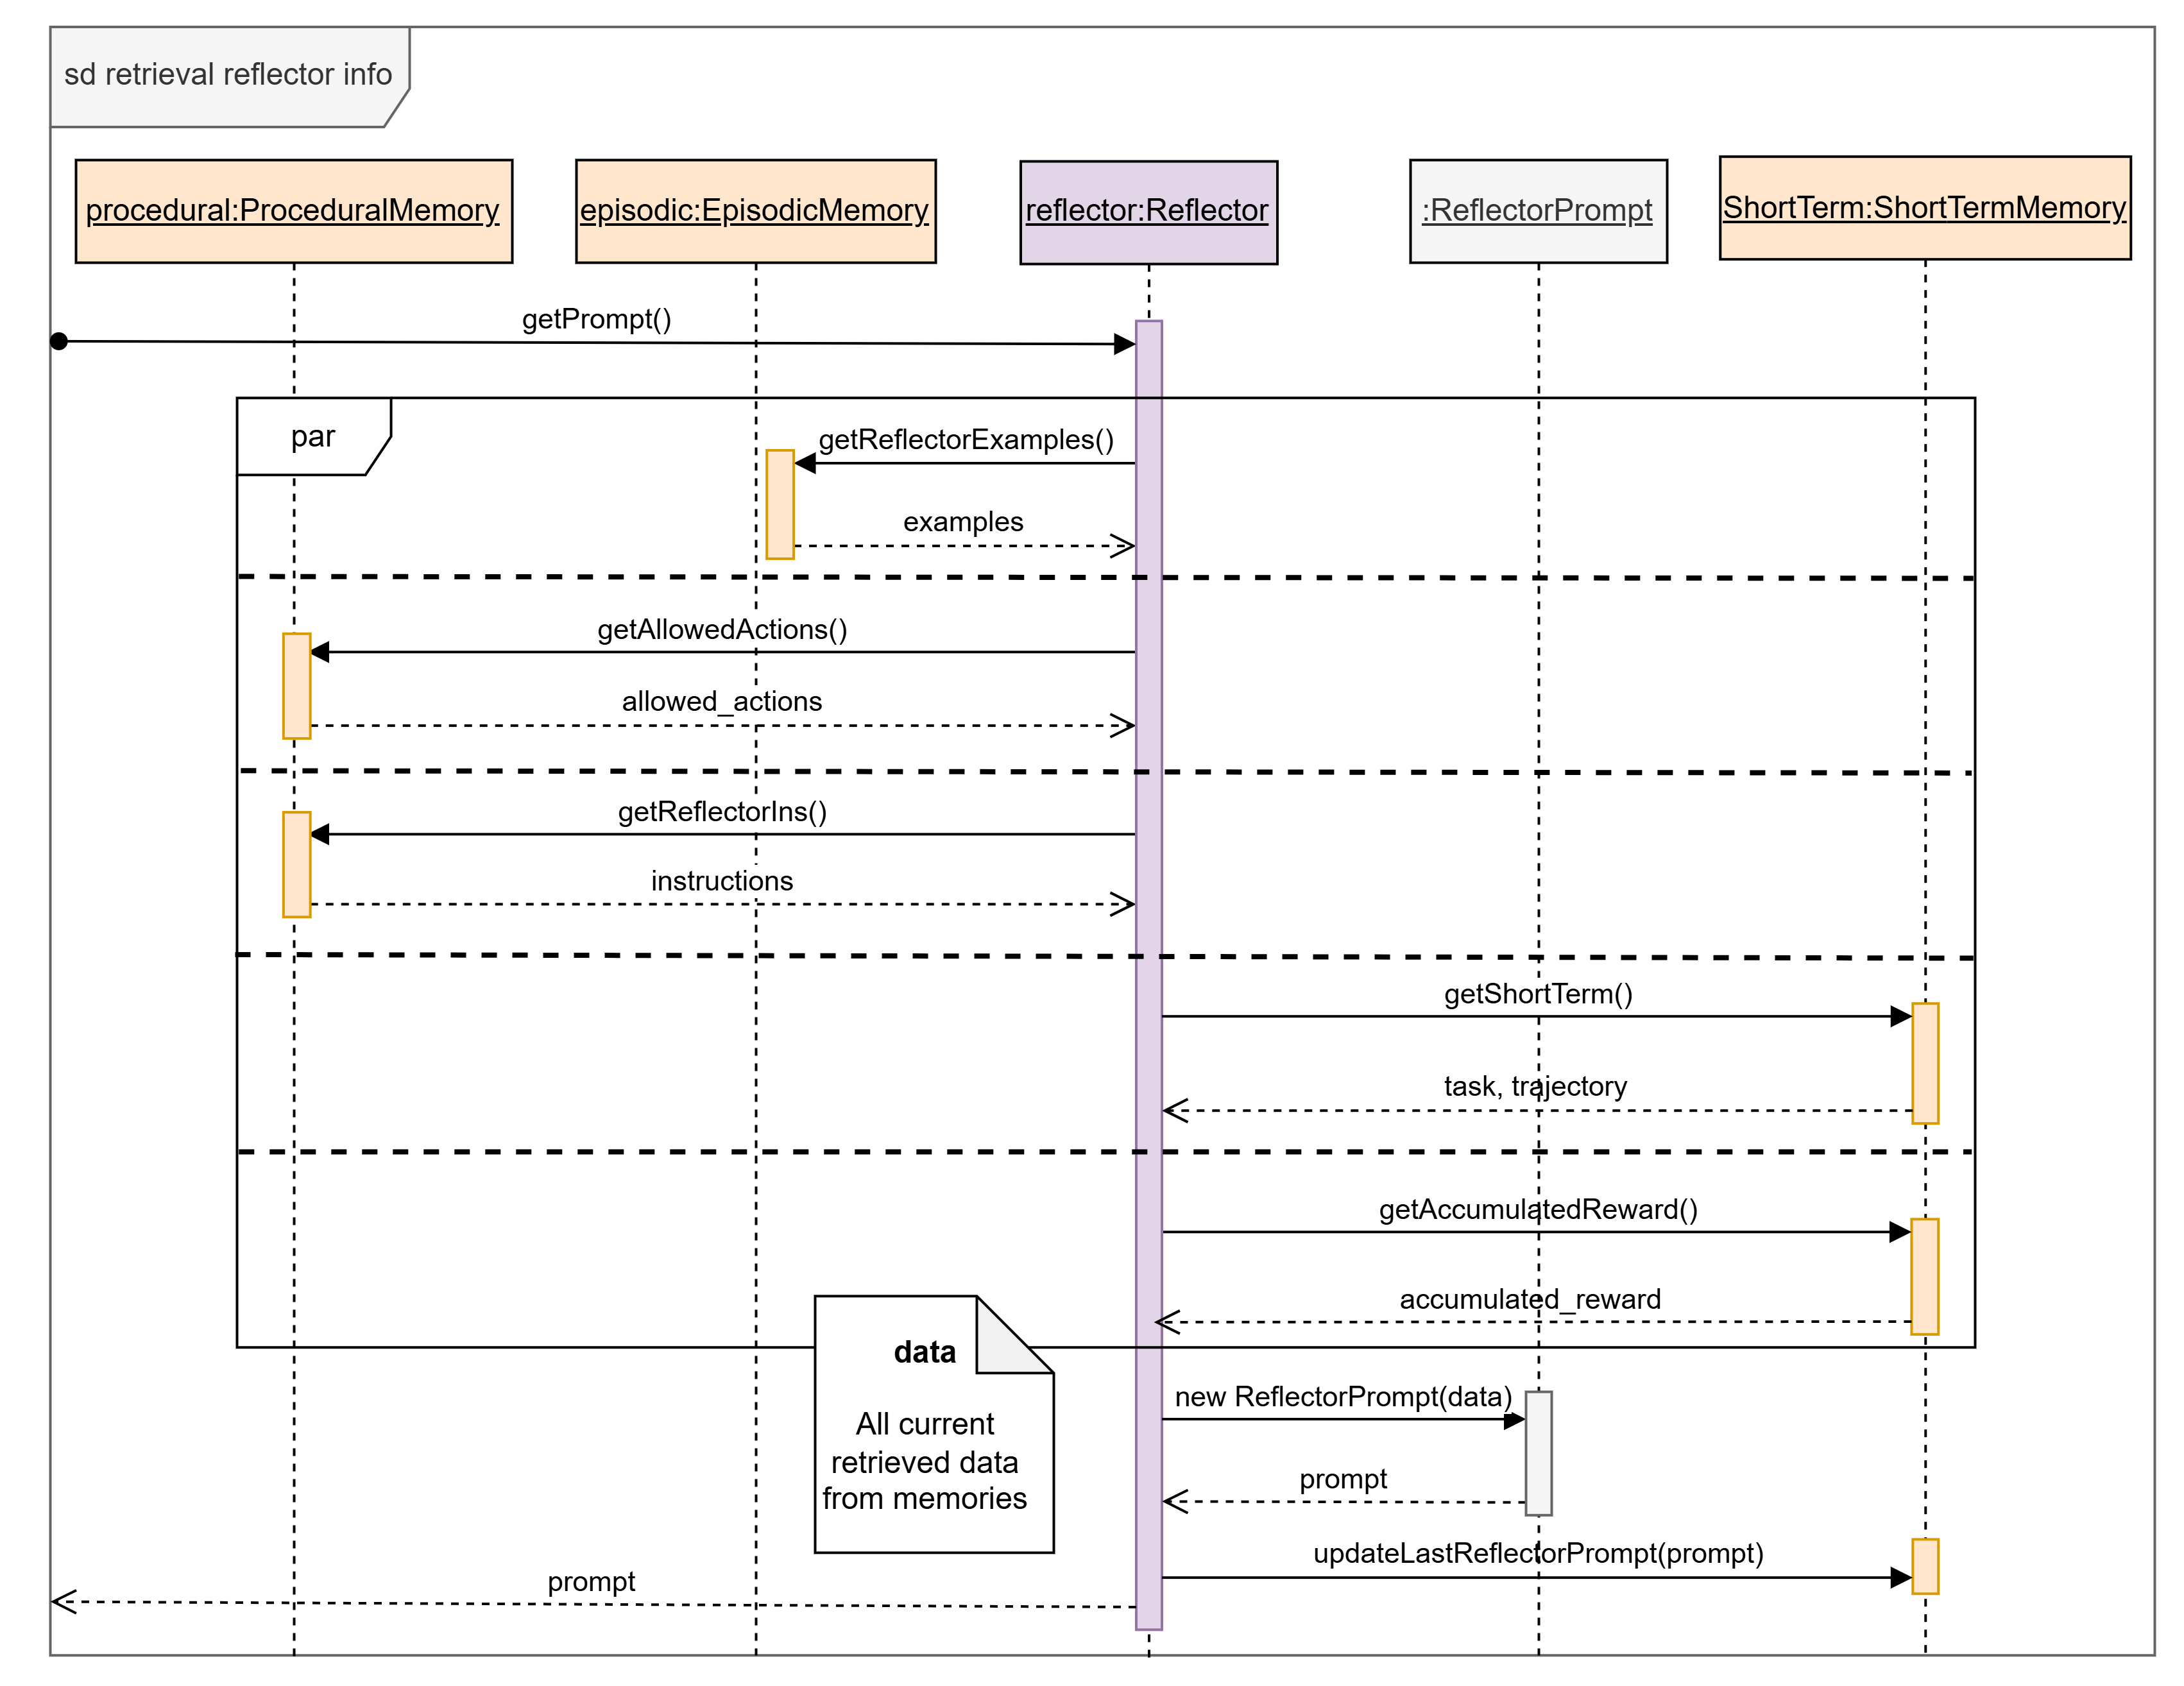 sd retrieval reflector info
procedural:ProceduralMemory
episodic:EpisodicMemory
reflector:Reflector
:ReflectorPrompt
ShortTerm:ShortTermMemory
getPrompt()
par
getReflectorExamples()
examples
getAllowedActions()
allowed_actions
getReflectorIns()
instructions
getShortTerm()
task, trajectory
getAccumulatedReward()
accumulated_reward
data
All current
retrieved data
from memories
new ReflectorPrompt(data)
prompt
updateLastReflectorPrompt(prompt)
prompt